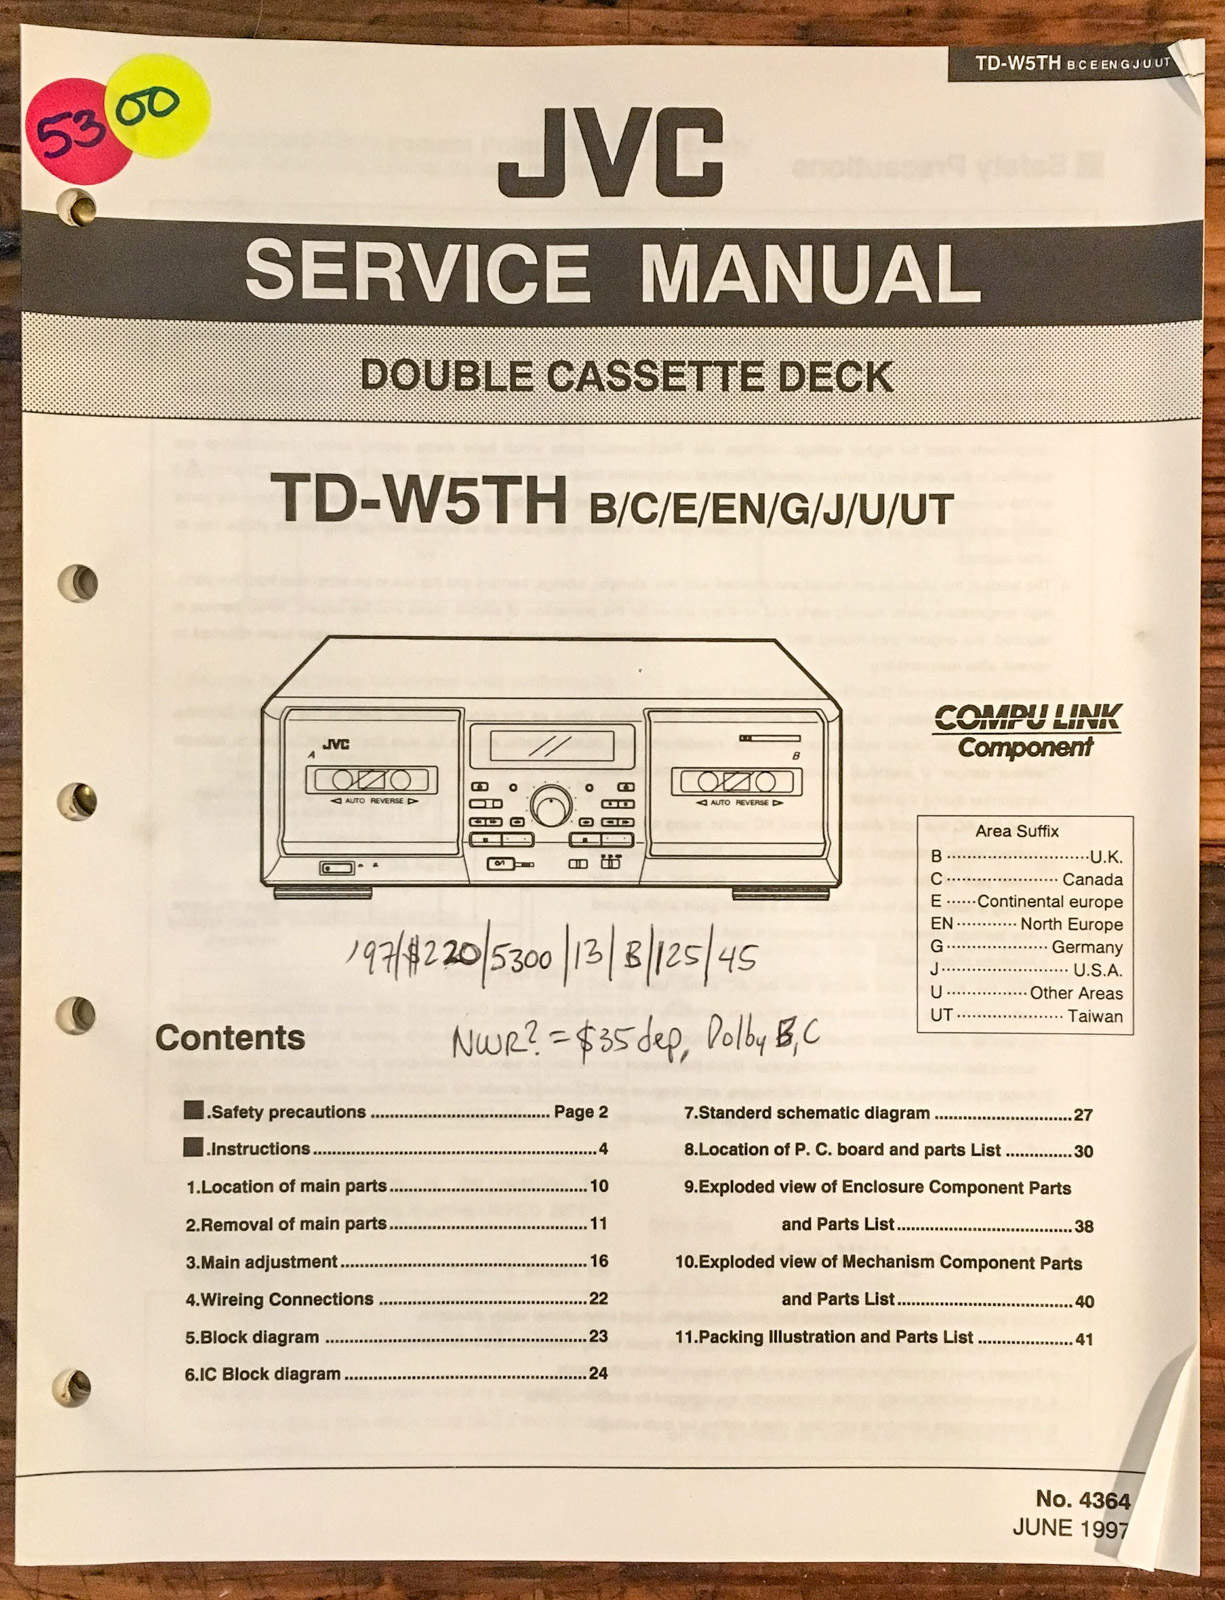 TD-W5TH B C E EN G J U UT
5300
JVC
SERVICE MANUAL
DOUBLE CASSETTE DECK
TD-W5TH B/C/E/EN/G/J/U/UT
JVC
A
B
AUTO REVERSE
AUTO REVERSE
COMPU LINK
Component
Area Suffix
B ............................U.K.
C ...................... Canada
E ......Continental europe
EN............ North Europe
G .................... Germany
J......................... U.S.A.
U ................Other Areas
UT ..................... Taiwan
'97/$220/5300/13/B/125/45
NWR? = $35 dep, Dolby B, C
Contents
■.Safety precautions ...................................... Page 2
■.Instructions............................................................4
1.Location of main parts..........................................10
2.Removal of main parts..........................................11
3.Main adjustment....................................................16
4.Wireing Connections ............................................22
5.Block diagram .......................................................23
6.IC Block diagram...................................................24
7.Standerd schematic diagram .............................27
8.Location of P. C. board and parts List ..............30
9.Exploded view of Enclosure Component Parts
and Parts List.....................................38
10.Exploded view of Mechanism Component Parts
and Parts List.....................................40
11.Packing Illustration and Parts List ....................41
No. 4364
JUNE 1997